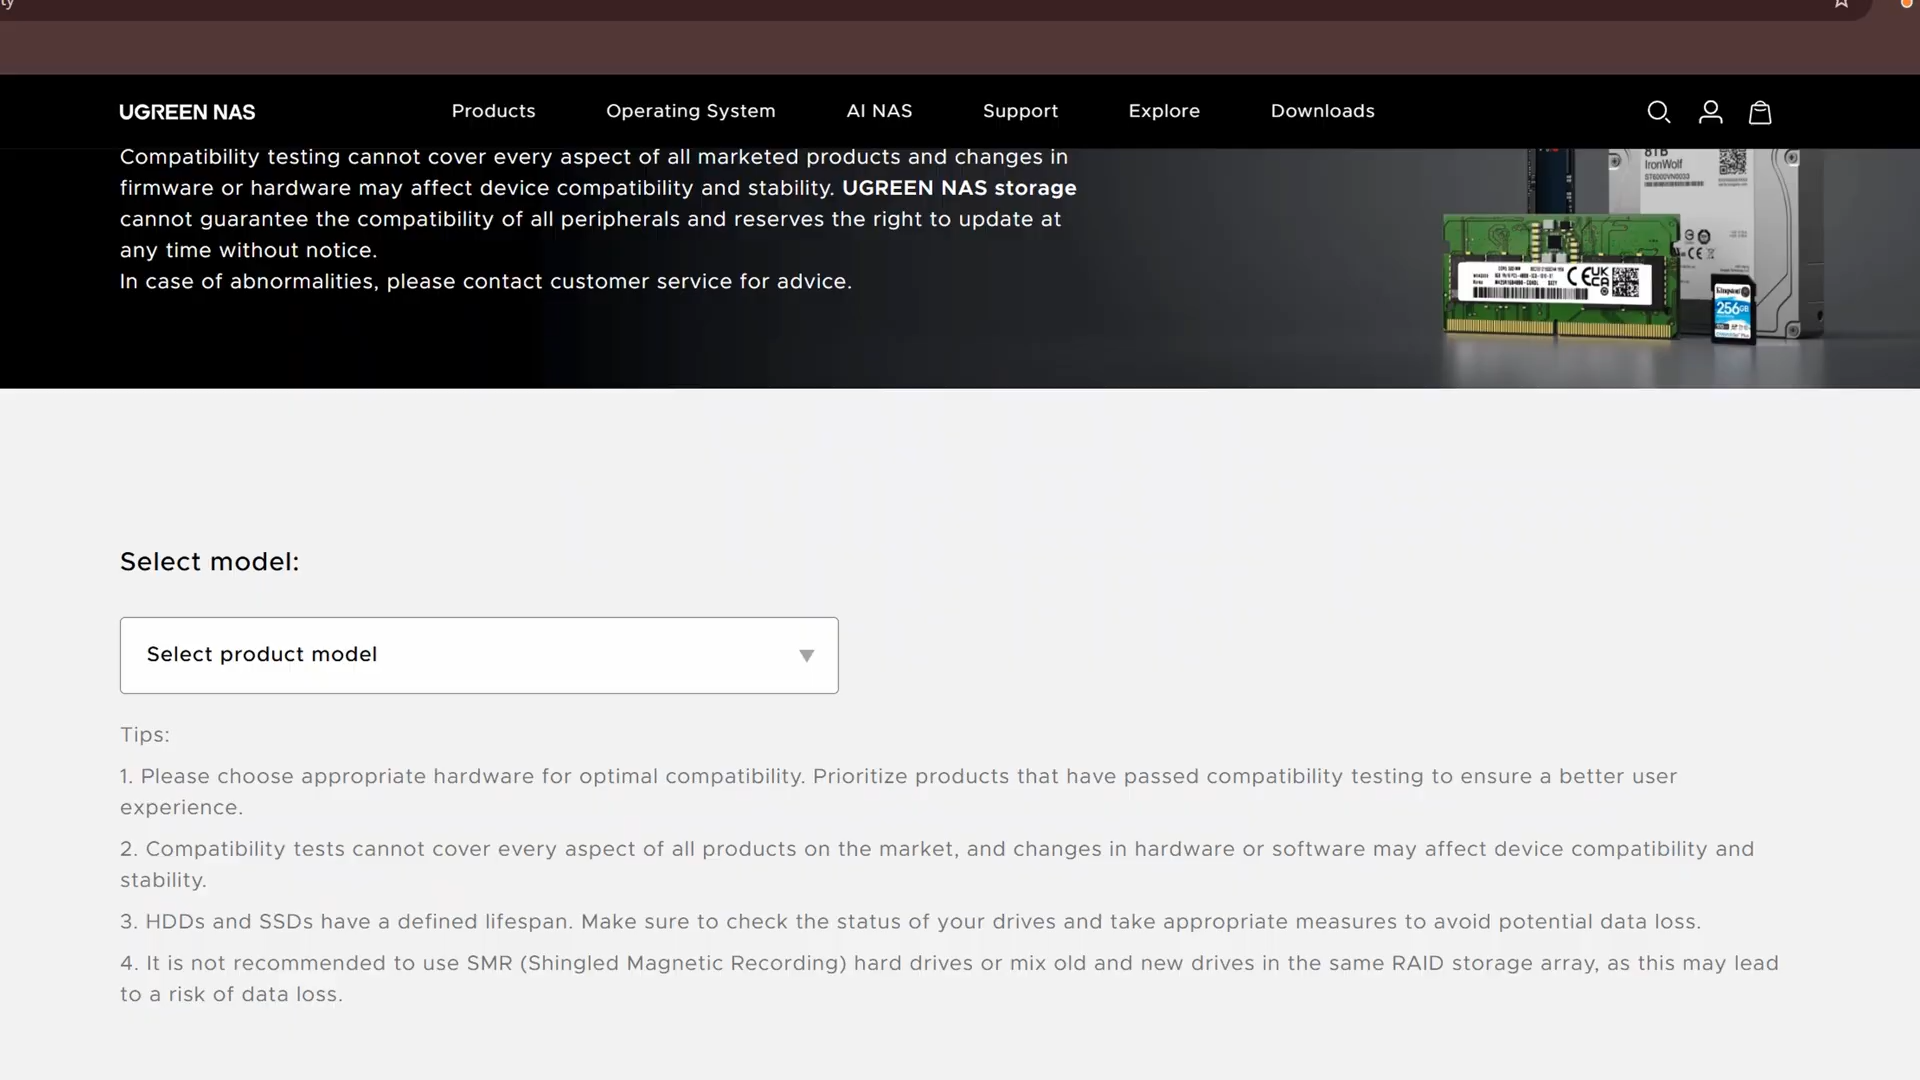 ty
UGREEN NAS
Products
Operating System
AI NAS
Support
Explore
Downloads
Compatibility testing cannot cover every aspect of all marketed products and changes in
firmware or hardware may affect device compatibility and stability. UGREEN NAS storage
cannot guarantee the compatibility of all peripherals and reserves the right to update at
any time without notice.
In case of abnormalities, please contact customer service for advice.
8TB
IronWolf
ST6000VN0033
Kingston
256GB
Select model:
Select product model
Tips:
1. Please choose appropriate hardware for optimal compatibility. Prioritize products that have passed compatibility testing to ensure a better user
experience.
2. Compatibility tests cannot cover every aspect of all products on the market, and changes in hardware or software may affect device compatibility and
stability.
3. HDDs and SSDs have a defined lifespan. Make sure to check the status of your drives and take appropriate measures to avoid potential data loss.
4. It is not recommended to use SMR (Shingled Magnetic Recording) hard drives or mix old and new drives in the same RAID storage array, as this may lead
to a risk of data loss.